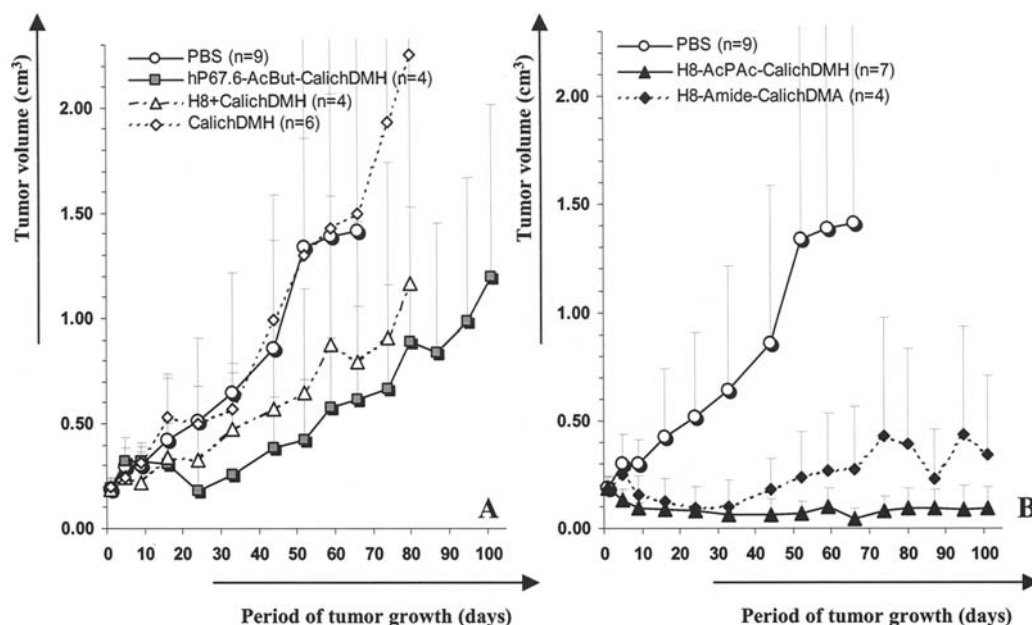 PBS (n=9)
hP67.6-AcBut-CalichDMH (n=4)
H8+CalichDMH (n=4)
CalichDMH (n=6)
Tumor volume (cm³)
2.00
1.50
1.00
0.50
0.00
0 10 20 30 40 50 60 70 80 90 100
A
Period of tumor growth (days)
PBS (n=9)
H8-AcPAc-CalichDMH (n=7)
H8-Amide-CalichDMA (n=4)
Tumor volume (cm³)
2.00
1.50
1.00
0.50
0.00
0 10 20 30 40 50 60 70 80 90 100
B
Period of tumor growth (days)